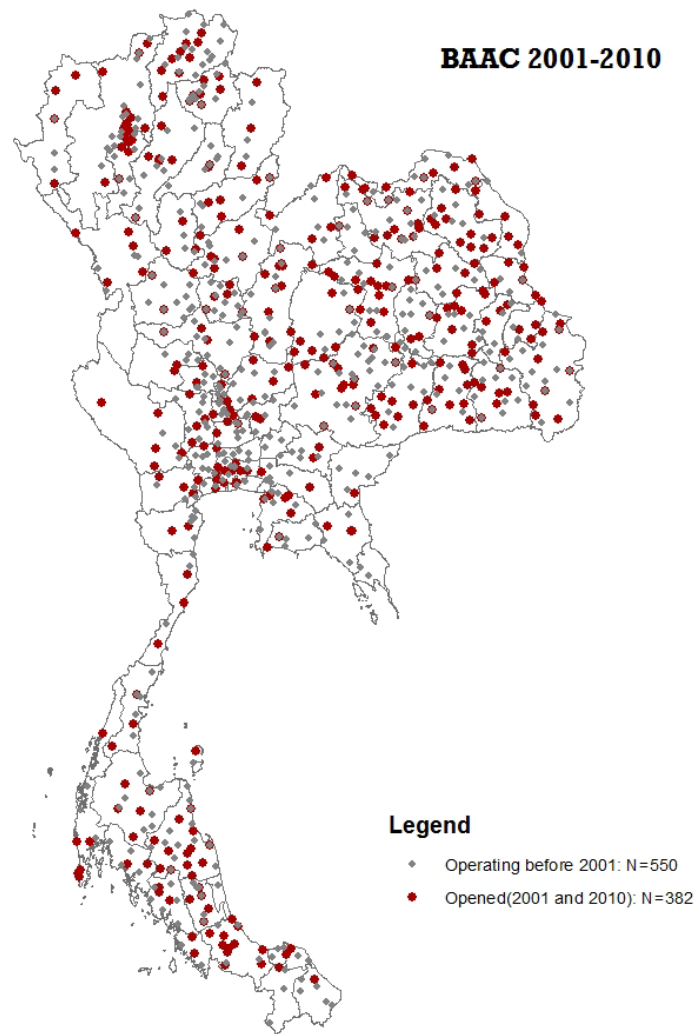 BAAC 2001-2010
Legend
Operating before 2001: N=550
Opened(2001 and 2010): N=382